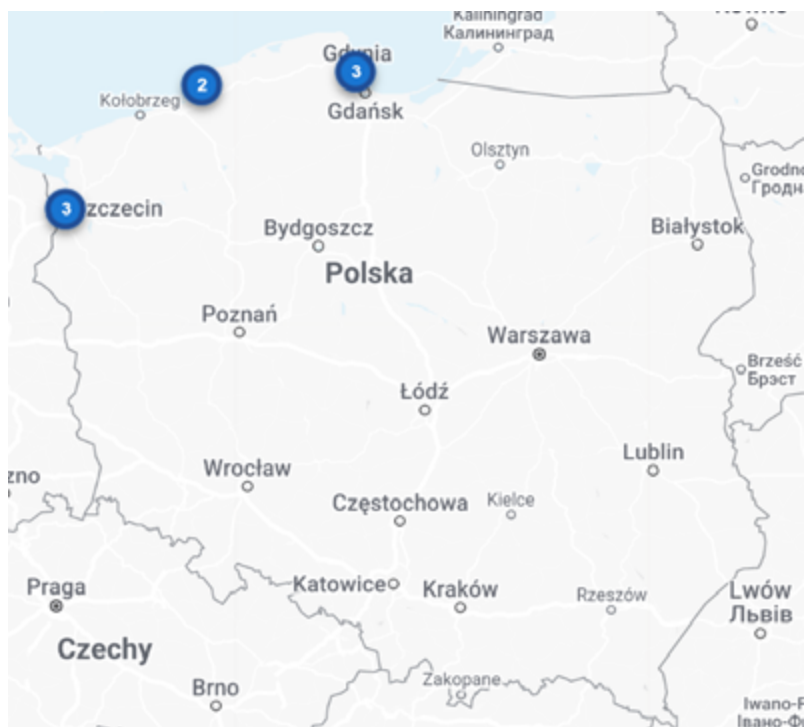 Kaliningrad
Калининград
Gdynia
3
2
Kołobrzeg
Gdańsk
Olsztyn
Grodno
Гродн
3
zczecin
Białystok
Bydgoszcz
Polska
Poznań
Warszawa
Brześć
Брэст
Łódź
Lublin
Wrocław
zno
Częstochowa
Kielce
Katowice
Kraków
Rzeszów
Lwów
Львів
Praga
Czechy
Zakopane
Brno
Iwano-F
Івано-Ф